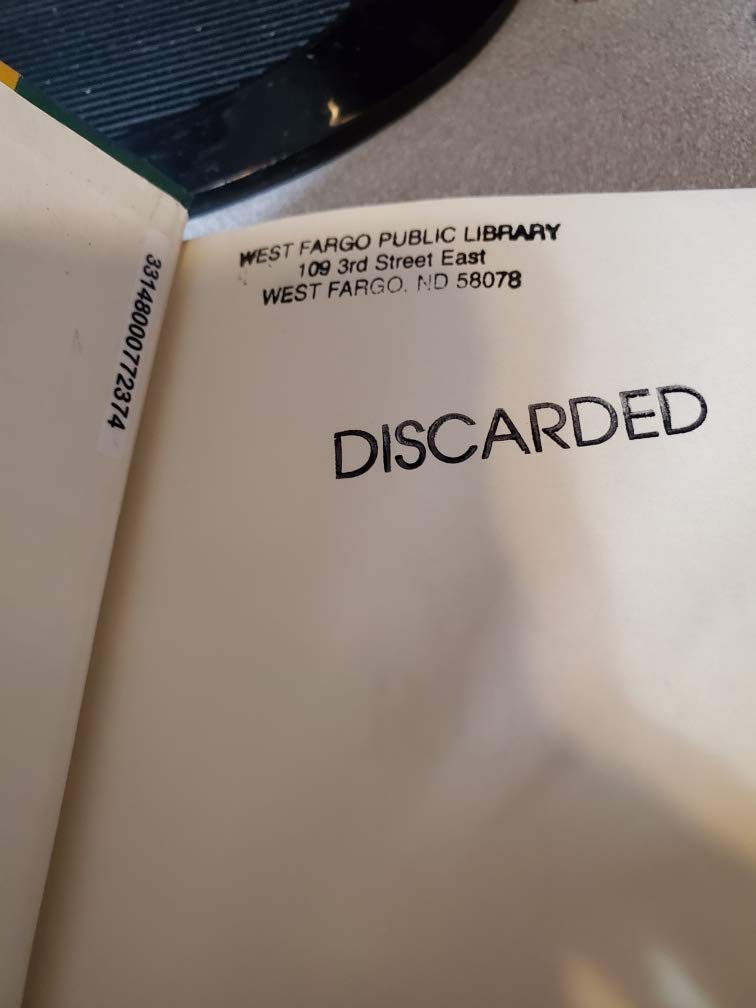 WEST FARGO PUBLIC LIBRARY
109 3rd Street East
WEST FARGO, ND 58078
DISCARDED
33148000772374